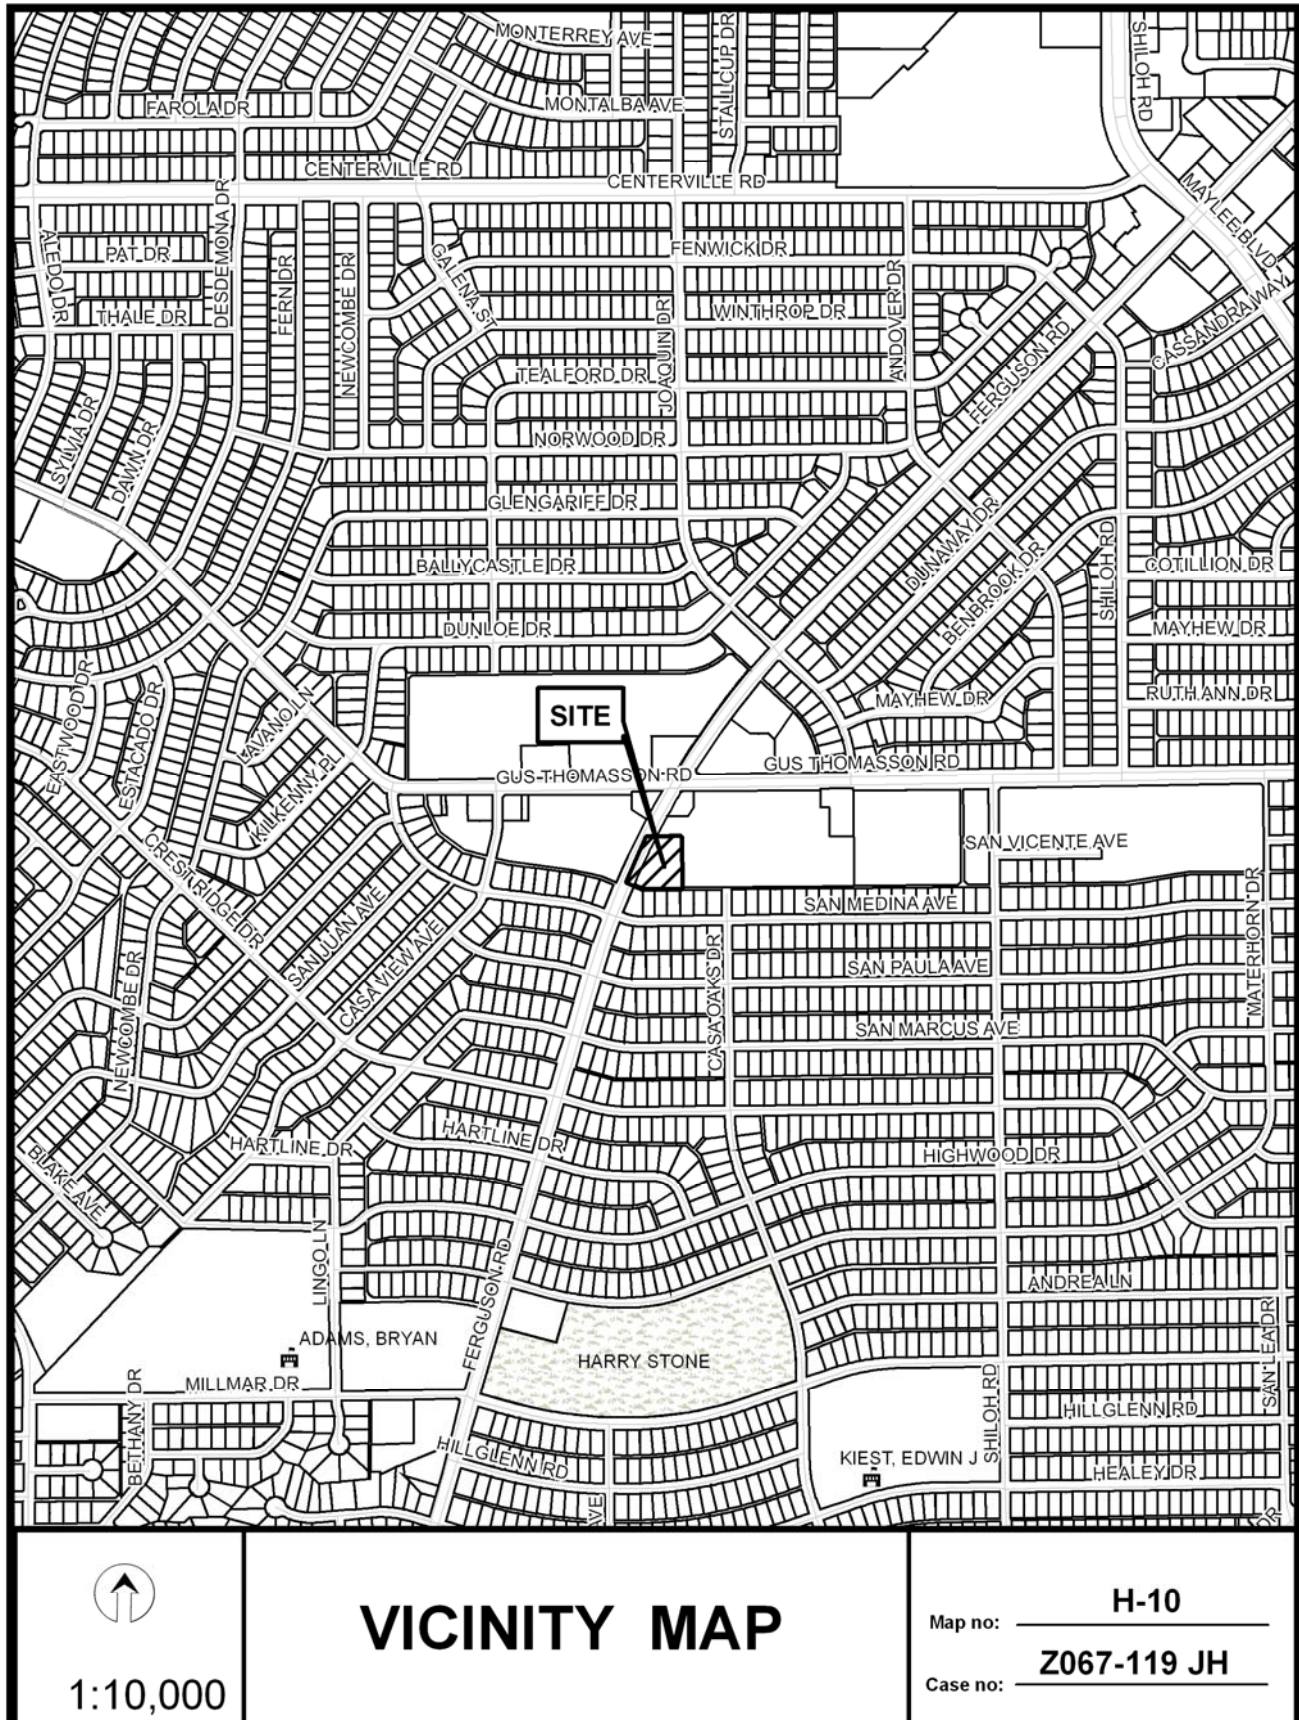 MONTERREY AVE
STALLCUP DR
SHILOH RD
FAROLA DR
MONTALBA AVE
CENTERVILLE RD
CENTERVILLE RD
MAYLEE BLVD
ALEDO DR
PAT DR
DESDEMONA DR
FERN DR
NEWCOMBE DR
GALENA ST
FENWICK DR
ANDOVER DR
THALE DR
JOAQUIN DR
WINTHROP DR
CASSANDRA WAY
FERGUSON RD
TEALFORD DR
SYLVIA DR
DAWN DR
NORWOOD DR
GLENGARIFF DR
DUNAWAY DR
BENBROOK DR
SHILOH RD
BALLYCASTLE DR
COTILLION DR
DUNLOE DR
MAYHEW DR
EASTWOOD DR
ESTACADO DR
LAVANO LN
MAYHEW DR
RUTH ANN DR
SITE
KILKENNY PL
GUS THOMASSON RD
GUS THOMASSON RD
CREST RIDGE DR
SAN VICENTE AVE
SAN JUAN AVE
CASA VIEW AVE
SAN MEDINA AVE
MATERHORN DR
NEWCOMBE DR
CASA OAKS DR
SAN PAULA AVE
SAN MARCUS AVE
BLAKE AVE
HARTLINE DR
HARTLINE DR
HIGHWOOD DR
LINGO LN
FERGUSON RD
ANDREA LN
ADAMS, BRYAN
HARRY STONE
SAN LEA DR
MILLMAR DR
BETHANY DR
SHILOH RD
HILLGLENN RD
HILLGLENN RD
KIEST, EDWIN J
HEALEY DR
AVE
DR
1:10,000
VICINITY MAP
Map no: H-10
Case no: Z067-119 JH